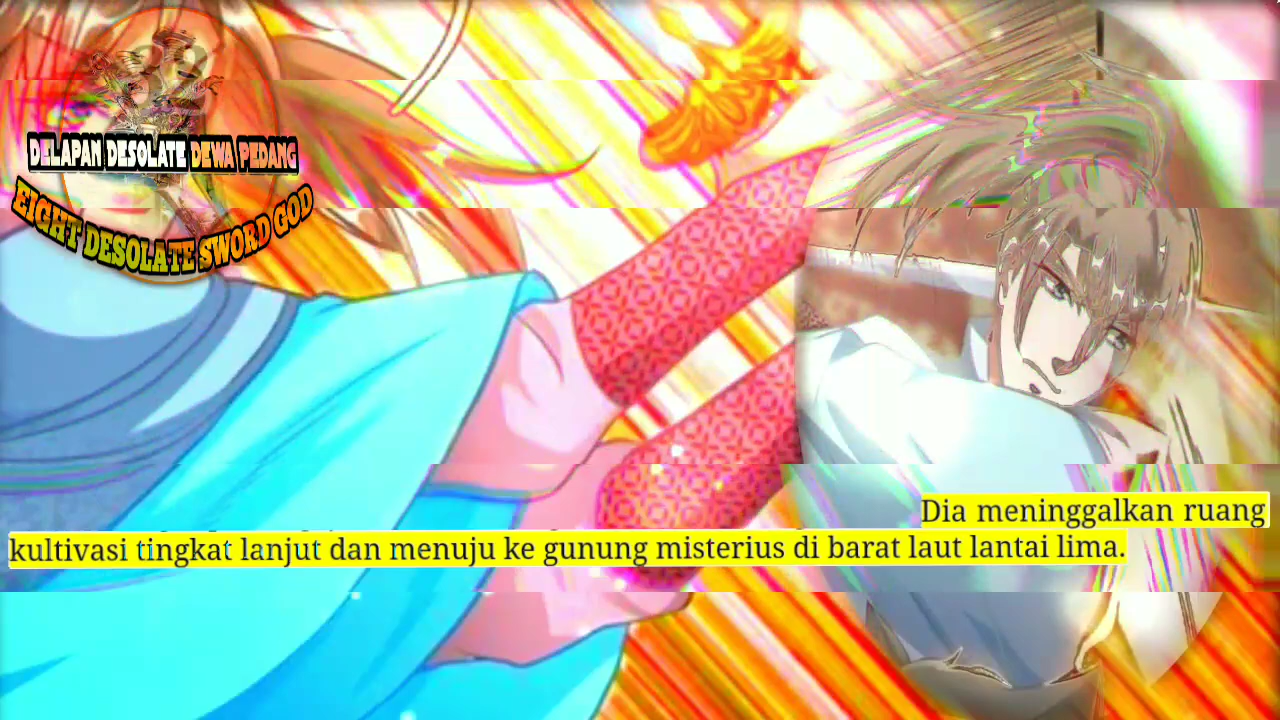 DELAPAN DESOLATE DEWA PEDANG
EIGHT DESOLATE SWORD GOD
Dia meninggalkan ruang
kultivasi tingkat lanjut dan menuju ke gunung misterius di barat laut lantai lima.